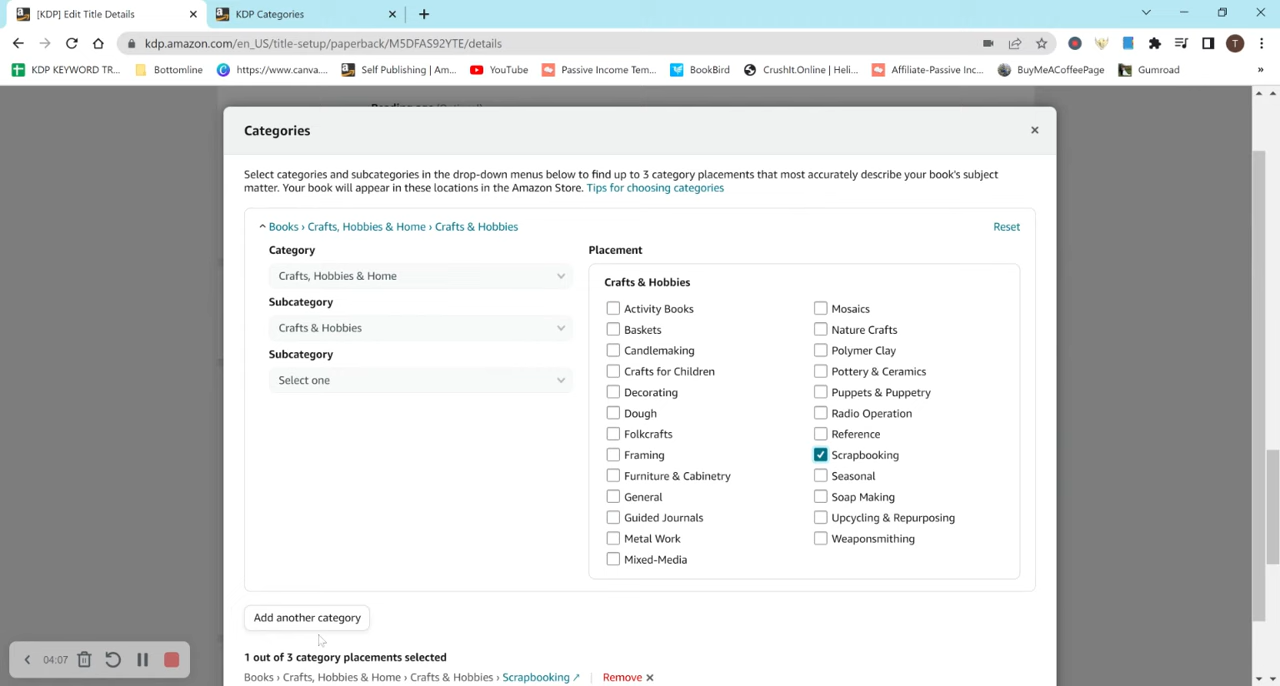 [KDP] Edit Title Details
KDP Categories
kdp.amazon.com/en_US/title-setup/paperback/M5DFAS92YTE/details
T
KDP KEYWORD TR...
Bottomline
https://www.canva....
Self Publishing | Am...
YouTube
Passive Income Tem...
BookBird
CrushIt.Online | Heli...
Affiliate-Passive Inc...
BuyMeACoffeePage
Gumroad
»
Categories
Select categories and subcategories in the drop-down menus below to find up to 3 category placements that most accurately describe your book's subject
matter. Your book will appear in these locations in the Amazon Store. Tips for choosing categories
Books › Crafts, Hobbies & Home › Crafts & Hobbies
Reset
Category
Crafts, Hobbies & Home
Subcategory
Crafts & Hobbies
Subcategory
Select one
Placement
Crafts & Hobbies
Activity Books
Baskets
Candlemaking
Crafts for Children
Decorating
Dough
Folkcrafts
Framing
Furniture & Cabinetry
General
Guided Journals
Metal Work
Mixed-Media
Mosaics
Nature Crafts
Polymer Clay
Pottery & Ceramics
Puppets & Puppetry
Radio Operation
Reference
Scrapbooking
Seasonal
Soap Making
Upcycling & Repurposing
Weaponsmithing
Add another category
1 out of 3 category placements selected
Books › Crafts, Hobbies & Home › Crafts & Hobbies › Scrapbooking
Remove
04:07